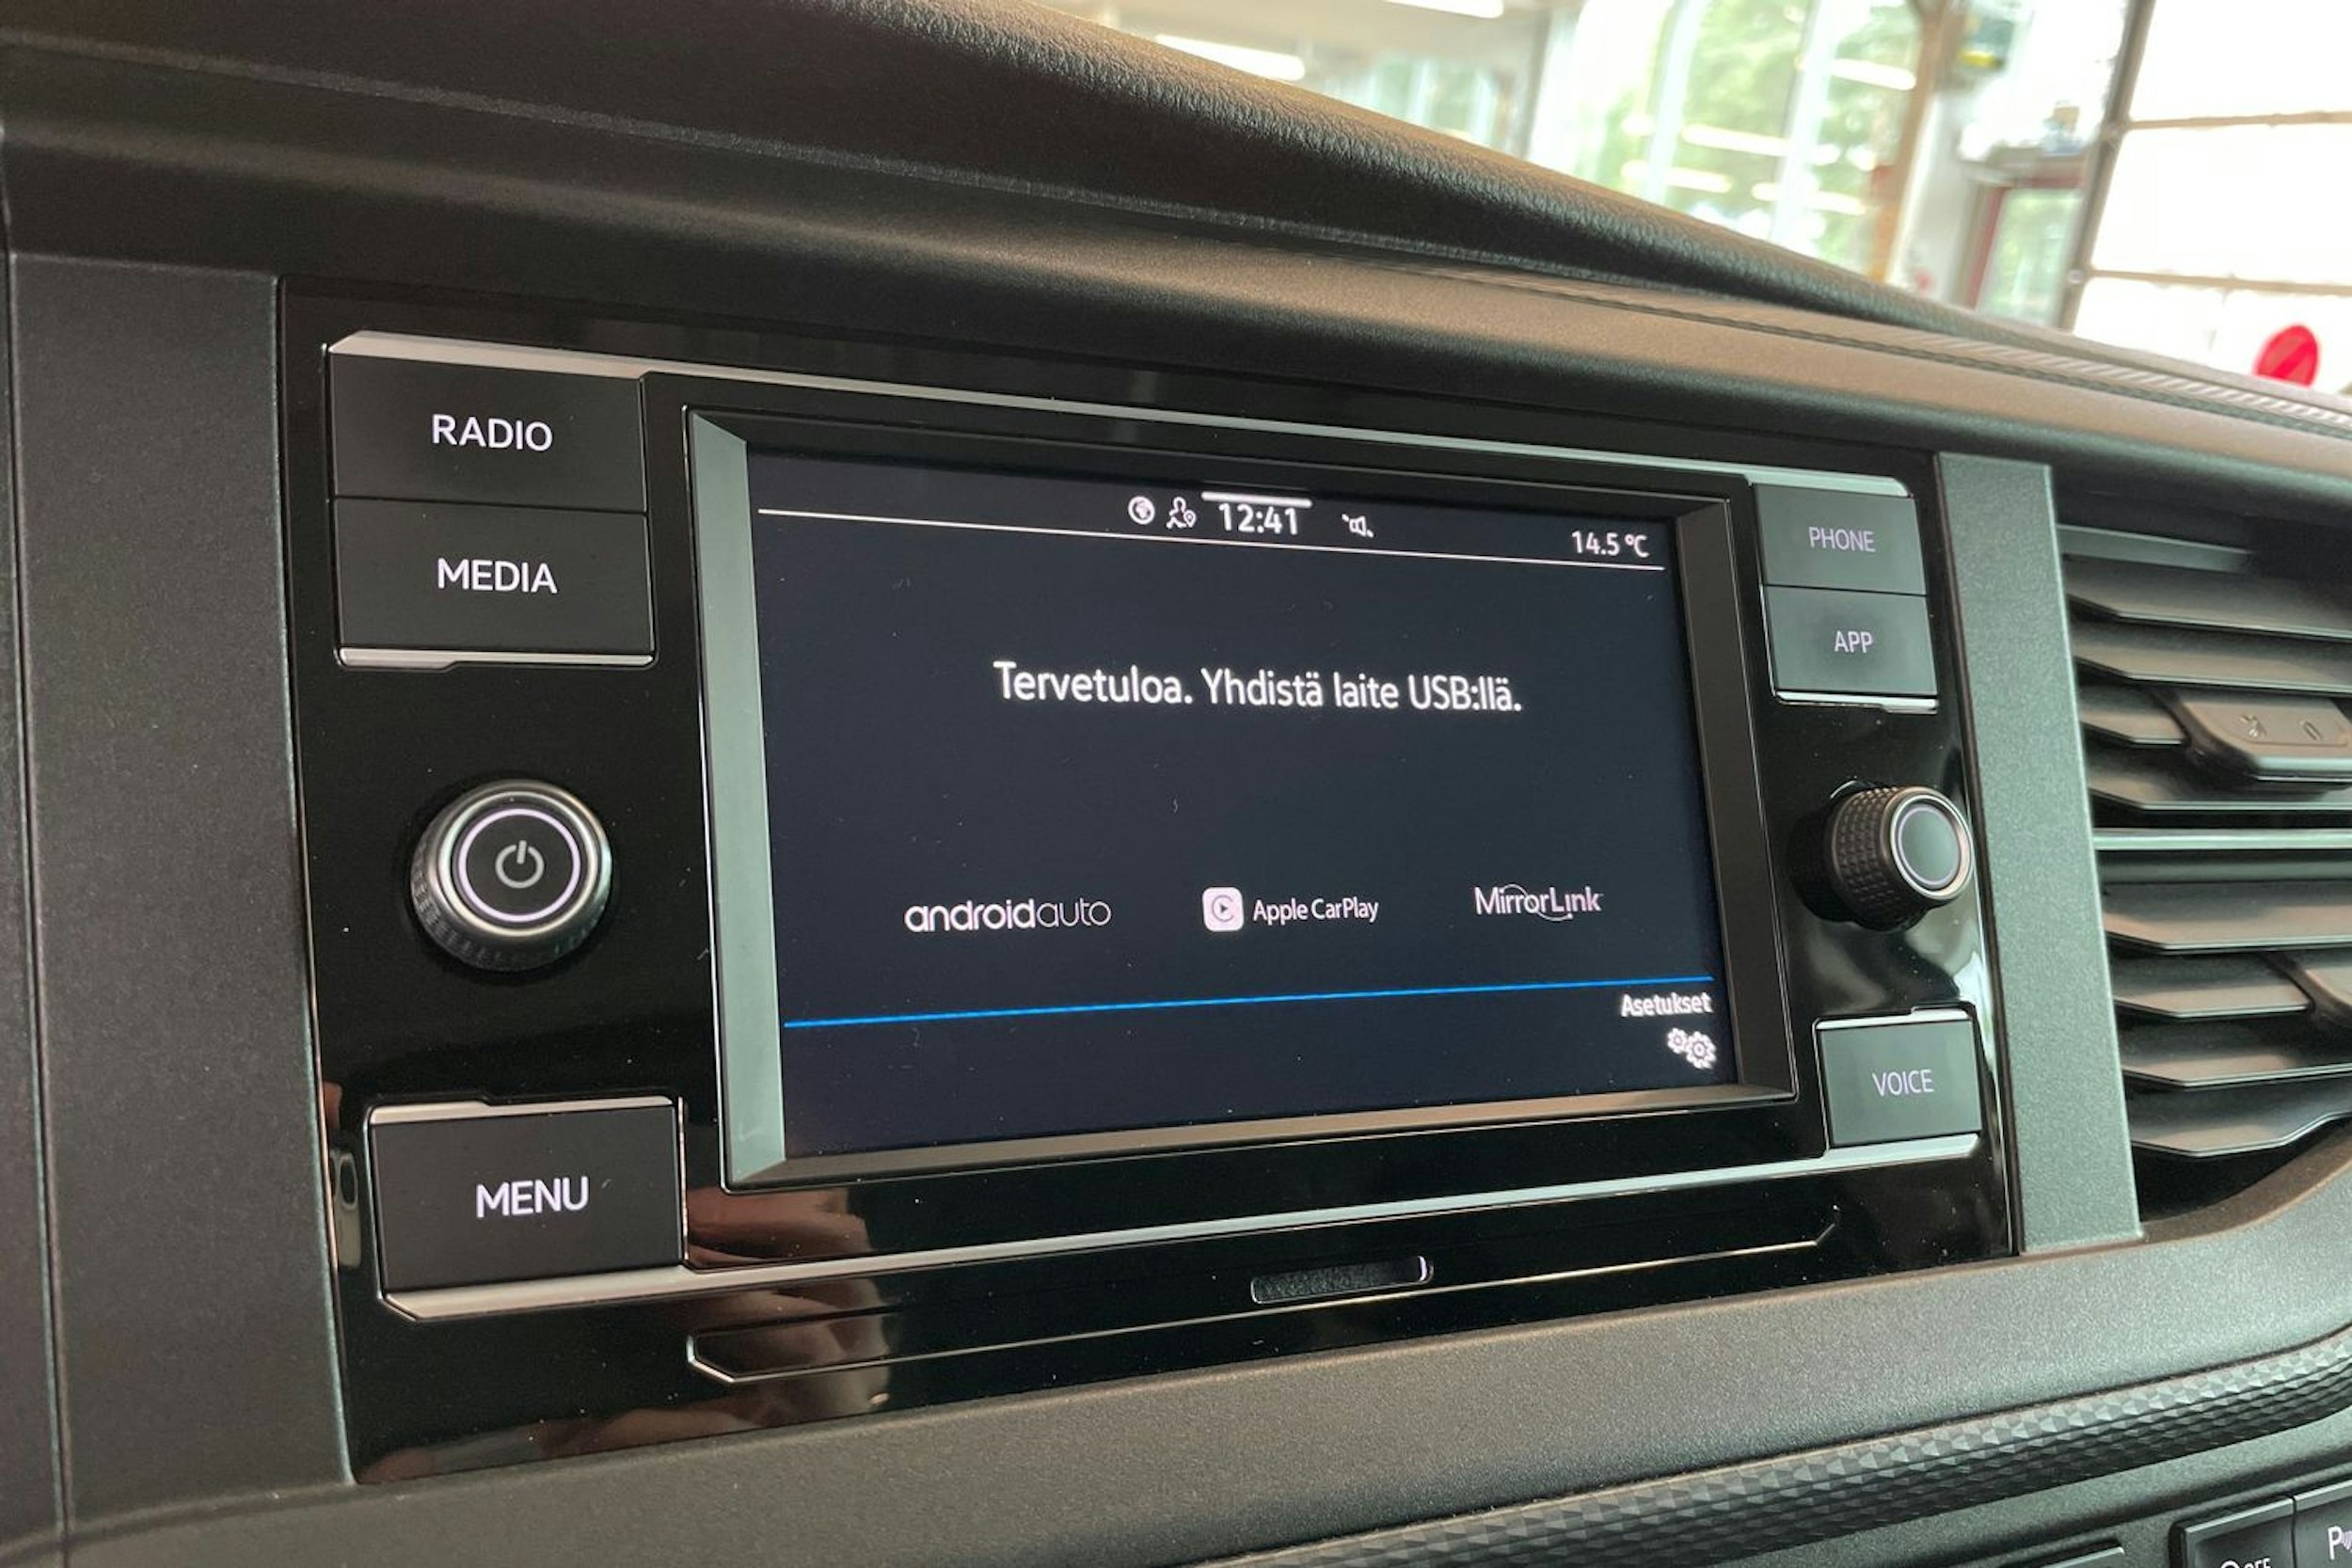 RADIO
MEDIA
12:41
14.5 °C
Tervetuloa. Yhdistä laite USB:llä.
androidauto
Apple CarPlay
MirrorLink
Asetukset
PHONE
APP
VOICE
MENU
OFF